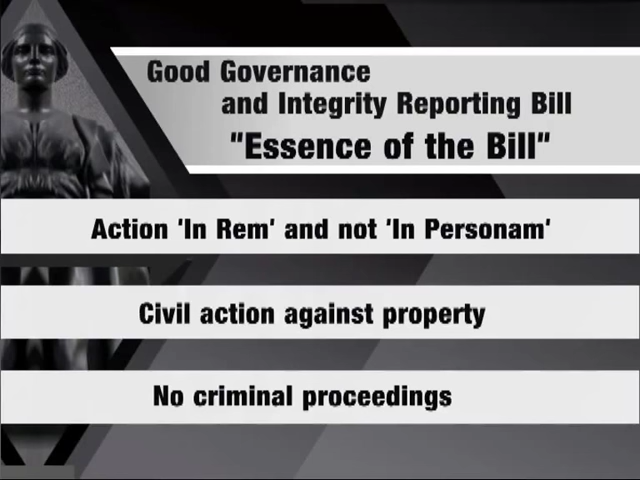 Good Governance
and Integrity Reporting Bill
"Essence of the Bill"
Action 'In Rem' and not 'In Personam'
Civil action against property
No criminal proceedings